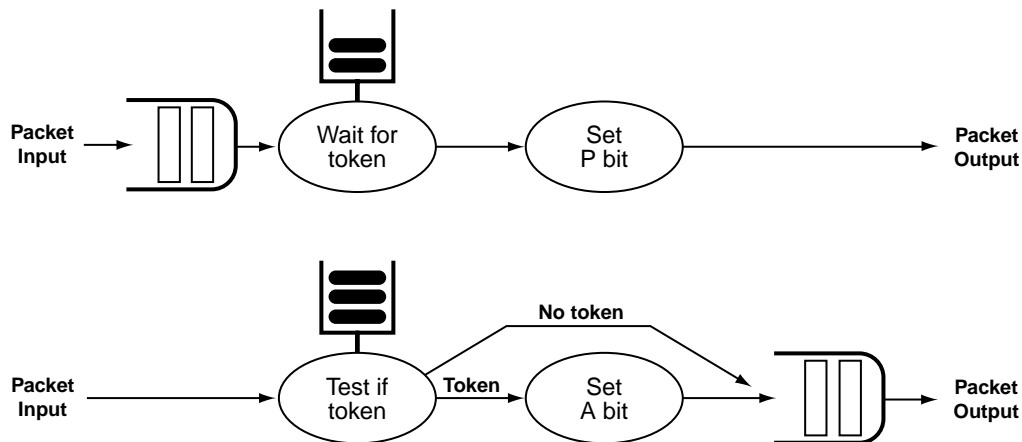 Packet
Input
Wait for
token
Set
P bit
Packet
Output
Packet
Input
Test if
token
No token
Token
Set
A bit
Packet
Output